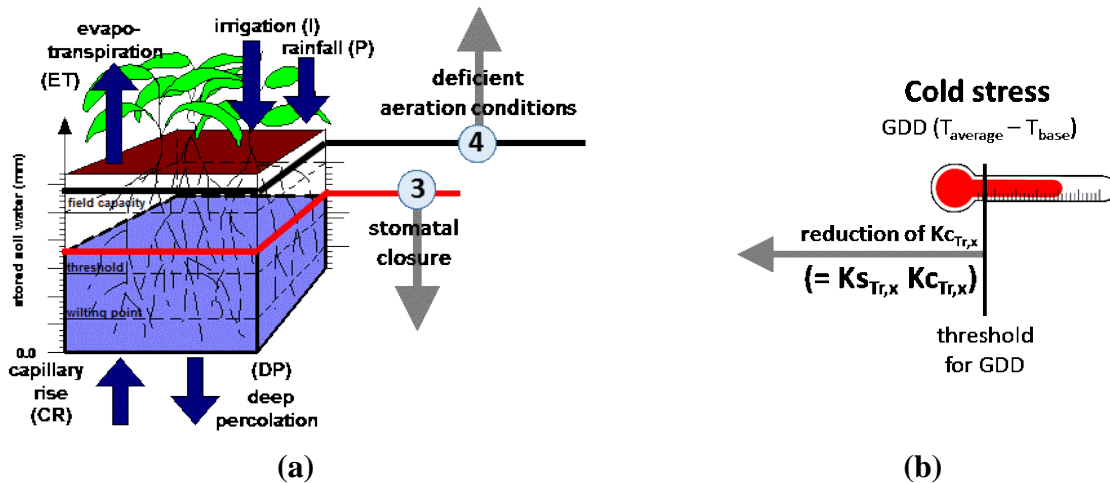 evapo-
transpiration
(ET)
irrigation (I)
rainfall (P)
deficient
aeration conditions
4
3
stomatal
closure
stored soil water (mm)
field capacity
threshold
wilting point
0.0
capillary
rise
(CR)
(DP)
deep
percolation
(a)
Cold stress
GDD (Taverage – Tbase)
reduction of KcTr,x
(= KsTr,x KcTr,x)
threshold
for GDD
(b)